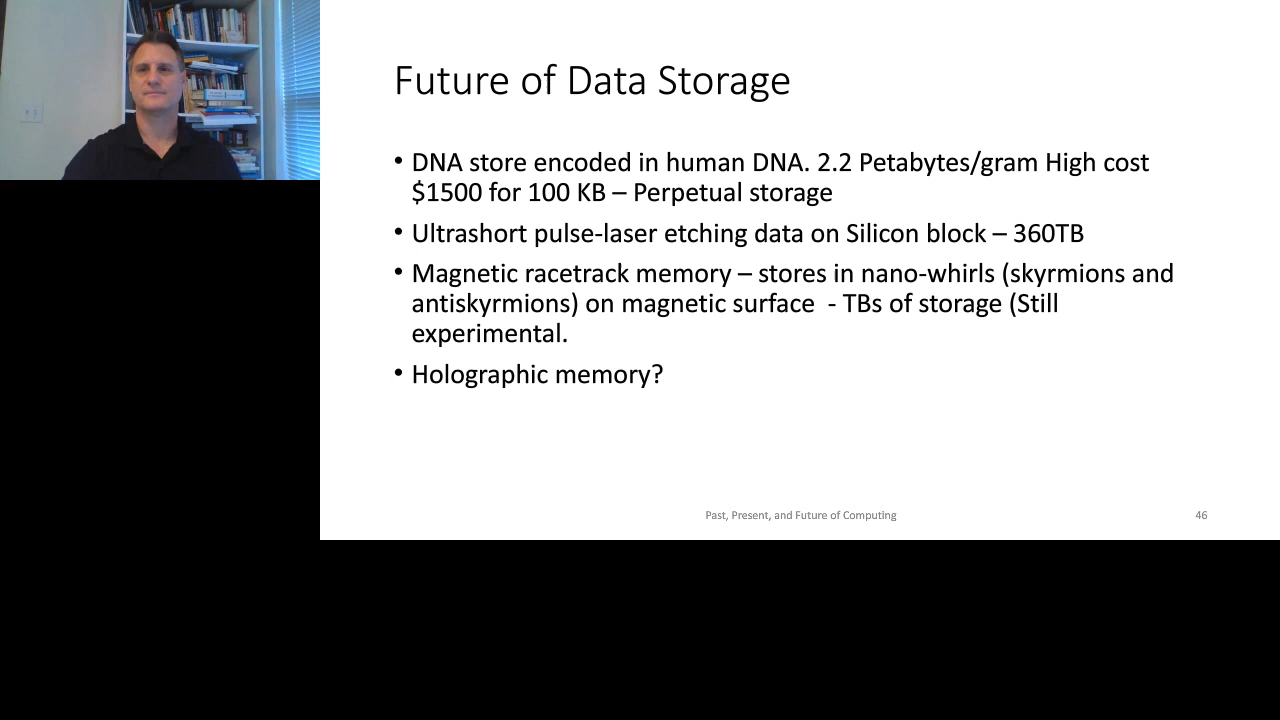 Future of Data Storage
• DNA store encoded in human DNA. 2.2 Petabytes/gram High cost
$1500 for 100 KB – Perpetual storage
• Ultrashort pulse-laser etching data on Silicon block – 360TB
• Magnetic racetrack memory – stores in nano-whirls (skyrmions and
antiskyrmions) on magnetic surface  - TBs of storage (Still
experimental.
• Holographic memory?
Past, Present, and Future of Computing
46